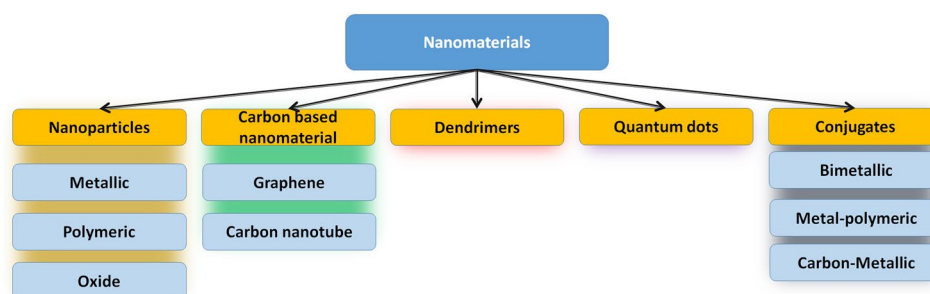 Nanomaterials
Nanoparticles
Carbon based
nanomaterial
Dendrimers
Quantum dots
Conjugates
Metallic
Polymeric
Oxide
Graphene
Carbon nanotube
Bimetallic
Metal-polymeric
Carbon-Metallic